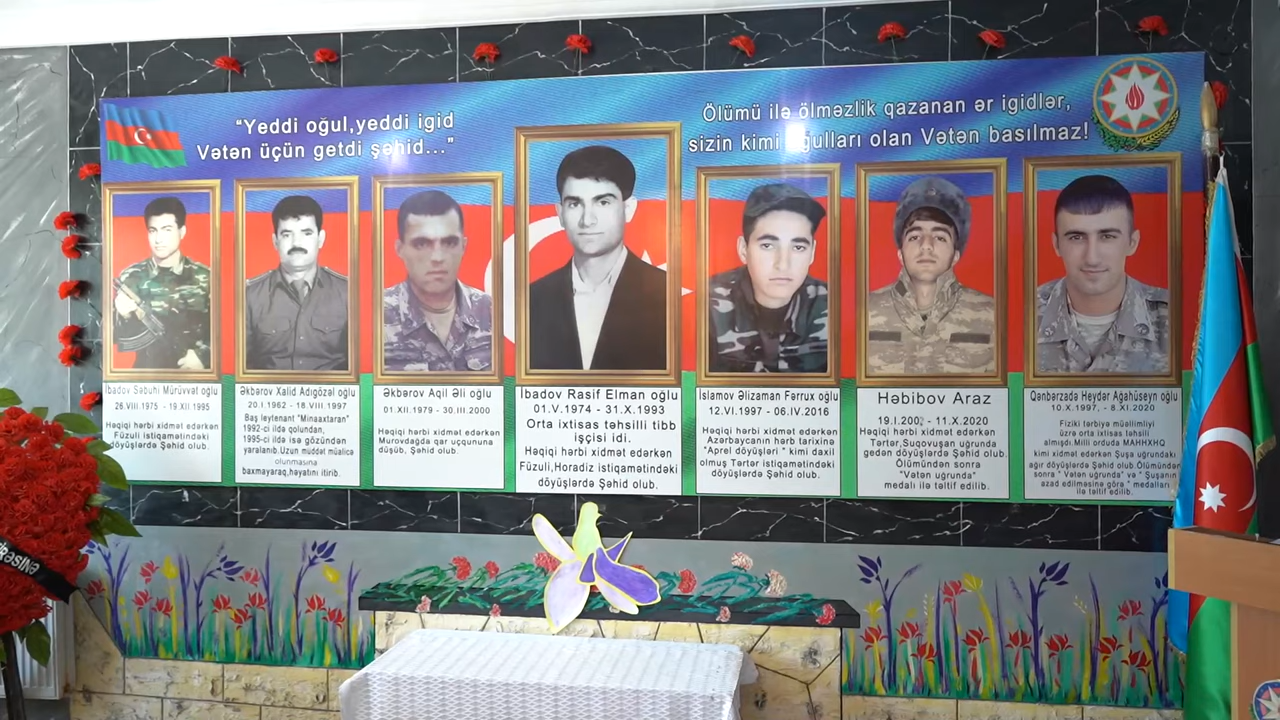 "Yeddi oğul,yeddi igid
Vətən üçün getdi şəhid..."
Ölümü ilə ölməzlik qazanan ər igidlər,
sizin kimi oğulları olan Vətən basılmaz!
İbadov Səbuhi Mürüvvət oğlu
26.VIII.1975 - 19.XII.1995
Həqiqi hərbi xidmət edərkən
Füzuli istiqamətindəki
döyüşlərdə Şəhid olub.
Əkbərov Xalid Adıgözəl oğlu
20.I.1962 - 18.VIII.1997
Baş leytenant "Minaaxtaran"
1992-ci ildə qolundan,
1995-ci ildə isə gözündən
yaralanıb.Uzun müddət müalicə
olunmasına
baxmayaraq,həyatını itirib.
Əkbərov Aqil Əli oğlu
01.XII.1979 - 30.III.2000
Həqiqi hərbi xidmət edərkən
Murovdağda qar uçqununa
düşüb, Şəhid olub.
İbadov Rasif Elman oğlu
01.V.1974 - 31.X.1993
Orta ixtisas təhsilli tibb
işçisi idi.
Həqiqi hərbi xidmət edərkən
Füzuli,Horadiz istiqamətindəki
döyüşlərdə Şəhid olub.
İslamov Əlizaman Fərrux oğlu
12.VI.1997 - 06.IV.2016
Həqiqi hərbi xidmət edərkən
Azərbaycanın hərb tarixinə
"Aprel döyüşləri" kimi daxil
olmuş Tərtər istiqamətindəki
döyüşlərdə Şəhid olub.
Həbibov Araz
19.I.2002 - 11.X.2020
Həqiqi hərbi xidmət edərkən
Tərtər,Suqovuşan uğrunda
gedən döyüşlərdə Şəhid olub.
Ölümündən sonra
"Vətən uğrunda"
medalı ilə təltif edilib.
Qənbərzadə Heydər Ağahüseyn oğlu
10.X.1997, - 8.XI.2020
Fiziki tərbiyə müəllimliyi
üzrə orta ixtisas təhsili
almışdı.Milli orduda MAHHXHQ
kimi xidmət edərkən Şuşa uğrundakı
ağır döyüşlərdə Şəhid olub.Ölümündən
sonra "Vətən uğrunda" və " Şuşanın
azad edilməsinə görə " medalları
ilə təltif edilib.